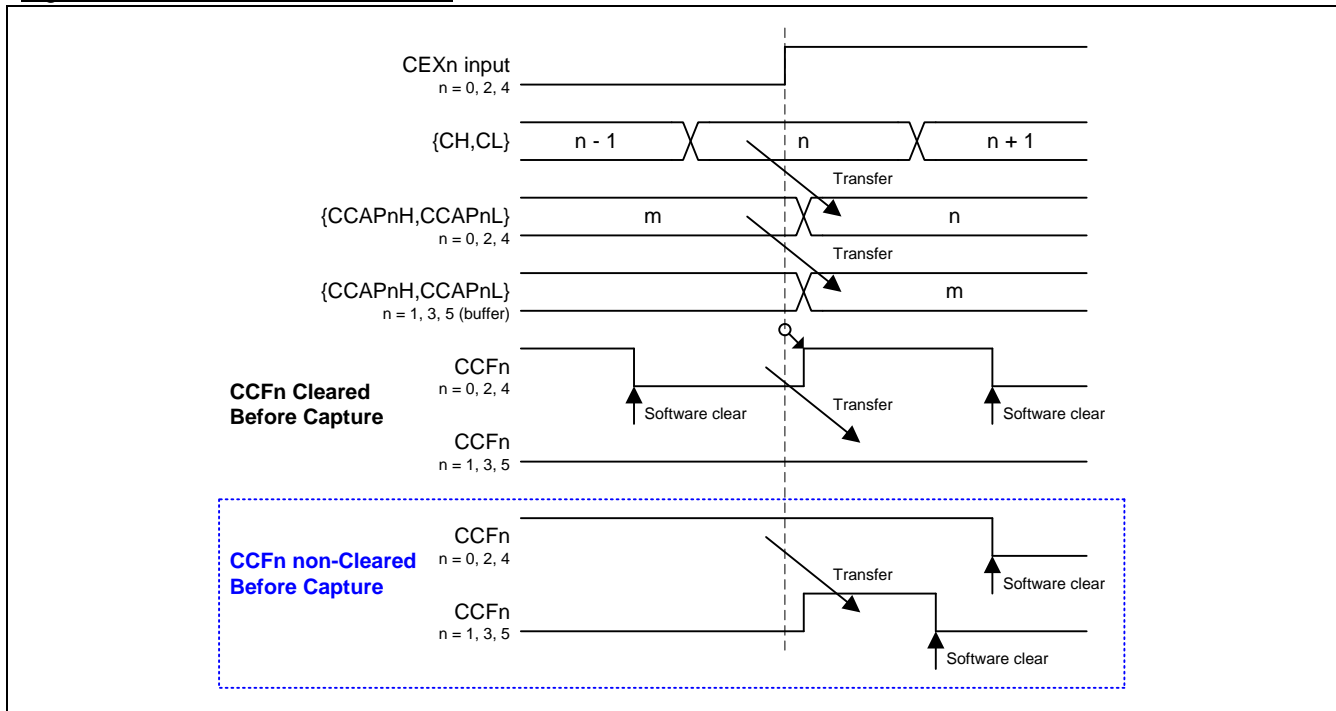 CEXn input
n = 0, 2, 4
{CH,CL}
n - 1
n
n + 1
Transfer
{CCAPnH,CCAPnL}
n = 0, 2, 4
m
n
Transfer
{CCAPnH,CCAPnL}
n = 1, 3, 5 (buffer)
m
CCFn Cleared
Before Capture
CCFn
n = 0, 2, 4
Software clear
Transfer
Software clear
CCFn
n = 1, 3, 5
CCFn non-Cleared
Before Capture
CCFn
n = 0, 2, 4
Transfer
Software clear
CCFn
n = 1, 3, 5
Software clear